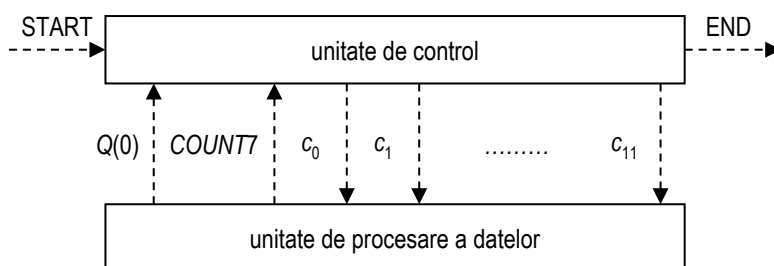 START END
unitate de control
Q(0) COUNT7 c0 c1 ......... c11
unitate de procesare a datelor